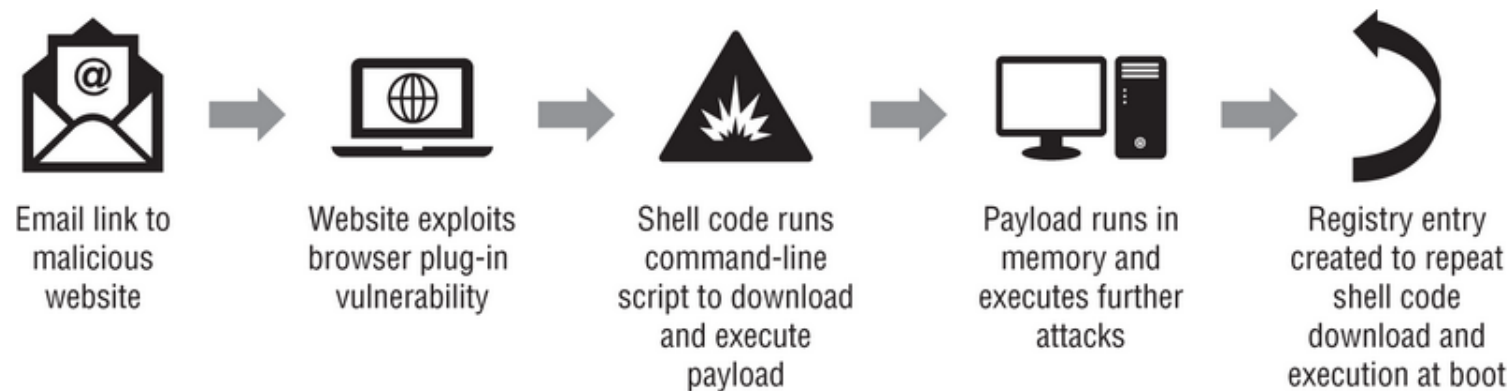 @
Email link to
malicious
website
Website exploits
browser plug-in
vulnerability
Shell code runs
command-line
script to download
and execute
payload
Payload runs in
memory and
executes further
attacks
Registry entry
created to repeat
shell code
download and
execution at boot